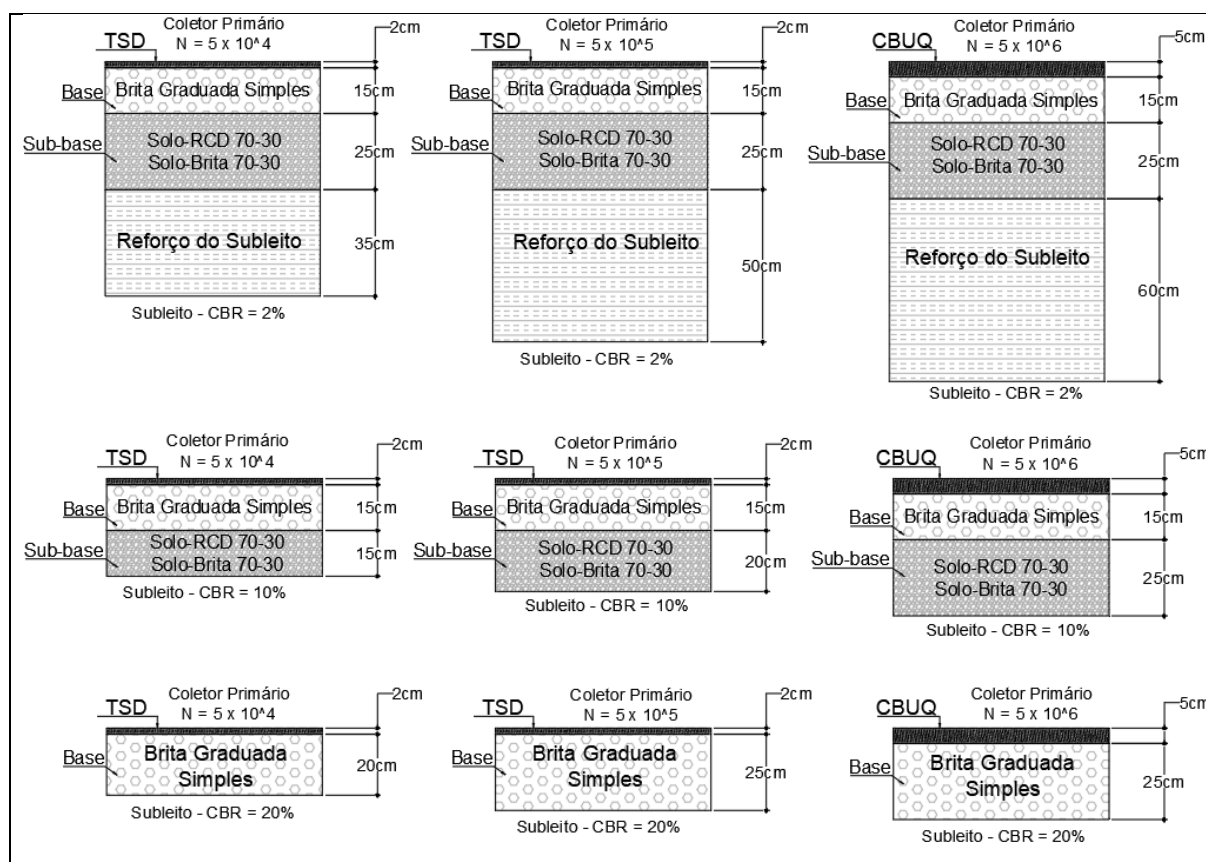 Coletor Primário
N = 5 x 10^4
2cm
TSD
Brita Graduada Simples
Base
15cm
Solo-RCD 70-30
Solo-Brita 70-30
Sub-base
25cm
Reforço do Subleito
35cm
Subleito - CBR = 2%
Coletor Primário
N = 5 x 10^5
2cm
TSD
Brita Graduada Simples
Base
15cm
Solo-RCD 70-30
Solo-Brita 70-30
Sub-base
25cm
Reforço do Subleito
50cm
Subleito - CBR = 2%
Coletor Primário
N = 5 x 10^6
5cm
CBUQ
Brita Graduada Simples
Base
15cm
Solo-RCD 70-30
Solo-Brita 70-30
Sub-base
25cm
Reforço do Subleito
60cm
Subleito - CBR = 2%
Coletor Primário
N = 5 x 10^4
2cm
TSD
Brita Graduada Simples
Base
15cm
Solo-RCD 70-30
Solo-Brita 70-30
Sub-base
15cm
Subleito - CBR = 10%
Coletor Primário
N = 5 x 10^5
2cm
TSD
Brita Graduada Simples
Base
15cm
Solo-RCD 70-30
Solo-Brita 70-30
Sub-base
20cm
Subleito - CBR = 10%
Coletor Primário
N = 5 x 10^6
5cm
CBUQ
Brita Graduada Simples
Base
15cm
Solo-RCD 70-30
Solo-Brita 70-30
Sub-base
25cm
Subleito - CBR = 10%
Coletor Primário
N = 5 x 10^4
2cm
TSD
Brita Graduada
Simples
Base
20cm
Subleito - CBR = 20%
Coletor Primário
N = 5 x 10^5
2cm
TSD
Brita Graduada
Simples
Base
25cm
Subleito - CBR = 20%
Coletor Primário
N = 5 x 10^6
5cm
CBUQ
Brita Graduada
Simples
Base
25cm
Subleito - CBR = 20%